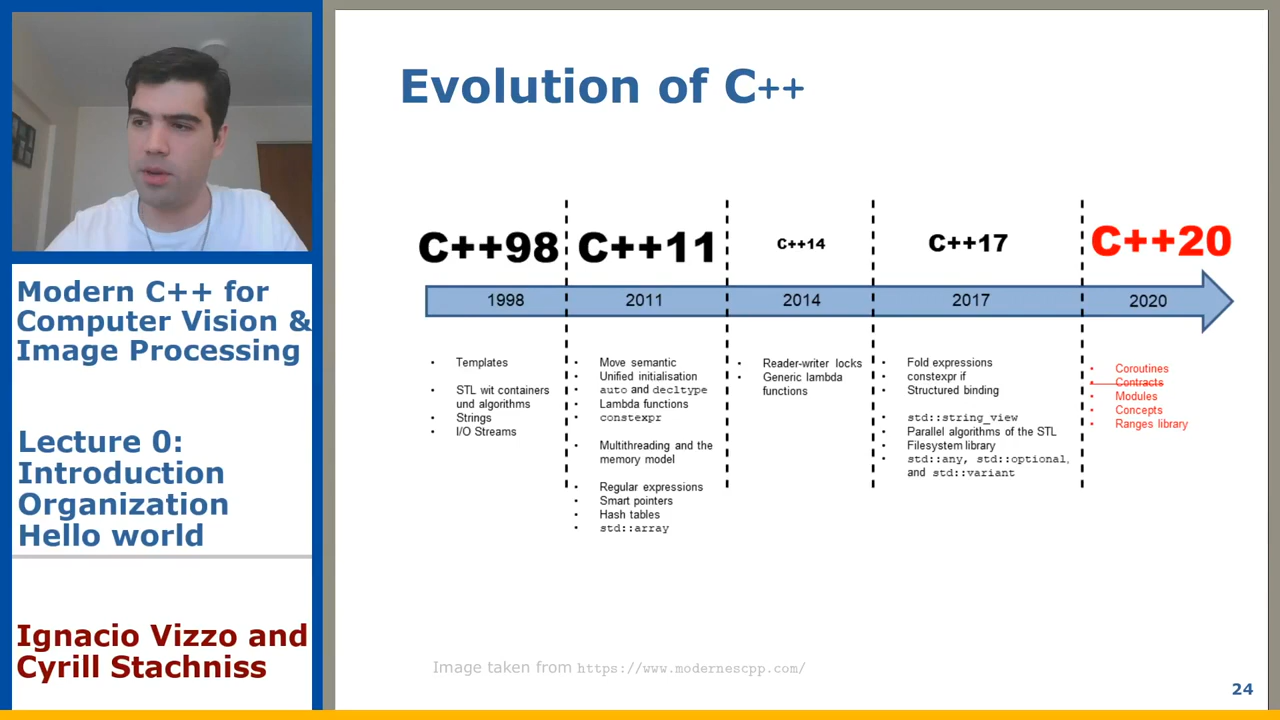 Modern C++ for
Computer Vision &
Image Processing
Lecture 0:
Introduction
Organization
Hello world
Ignacio Vizzo and
Cyrill Stachniss
Evolution of C++
C++98
C++11
C++14
C++17
C++20
1998
2011
2014
2017
2020
• Templates
• STL wit containers
und algorithms
• Strings
• I/O Streams
• Move semantic
• Unified initialisation
• auto and decltype
• Lambda functions
• constexpr
• Multithreading and the
memory model
• Regular expressions
• Smart pointers
• Hash tables
• std::array
• Reader-writer locks
• Generic lambda
functions
• Fold expressions
• constexpr if
• Structured binding
• std::string_view
• Parallel algorithms of the STL
• Filesystem library
• std::any, std::optional,
and std::variant
• Coroutines
• Contracts
• Modules
• Concepts
• Ranges library
Image taken from https://www.modernescpp.com/
24